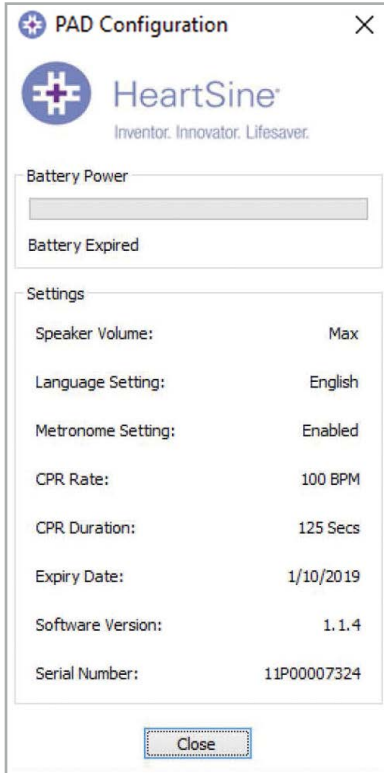 PAD Configuration
HeartSine®
Inventor. Innovator. Lifesaver.
Battery Power
Battery Expired
Settings
Speaker Volume: Max
Language Setting: English
Metronome Setting: Enabled
CPR Rate: 100 BPM
CPR Duration: 125 Secs
Expiry Date: 1/10/2019
Software Version: 1.1.4
Serial Number: 11P00007324
Close